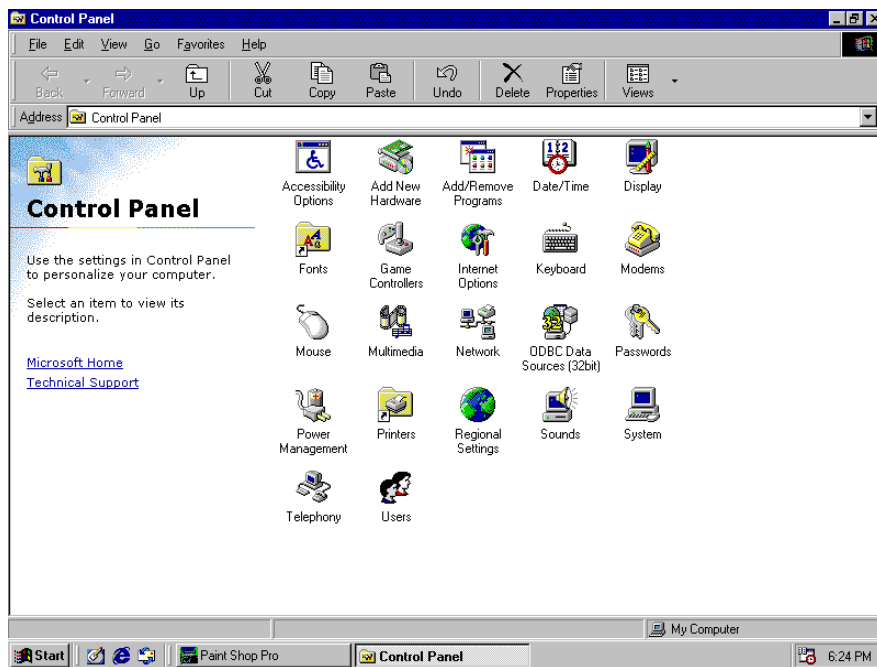 Control Panel
File Edit View Go Favorites Help
Back Forward Up Cut Copy Paste Undo Delete Properties Views
Address Control Panel
Control Panel
Use the settings in Control Panel
to personalize your computer.
Select an item to view its
description.
Microsoft Home
Technical Support
Accessibility
Options
Add New
Hardware
Add/Remove
Programs
Date/Time
Display
Fonts
Game
Controllers
Internet
Options
Keyboard
Modems
Mouse
Multimedia
Network
ODBC Data
Sources (32bit)
Passwords
Power
Management
Printers
Regional
Settings
Sounds
System
Telephony
Users
My Computer
Start Paint Shop Pro Control Panel 6:24 PM